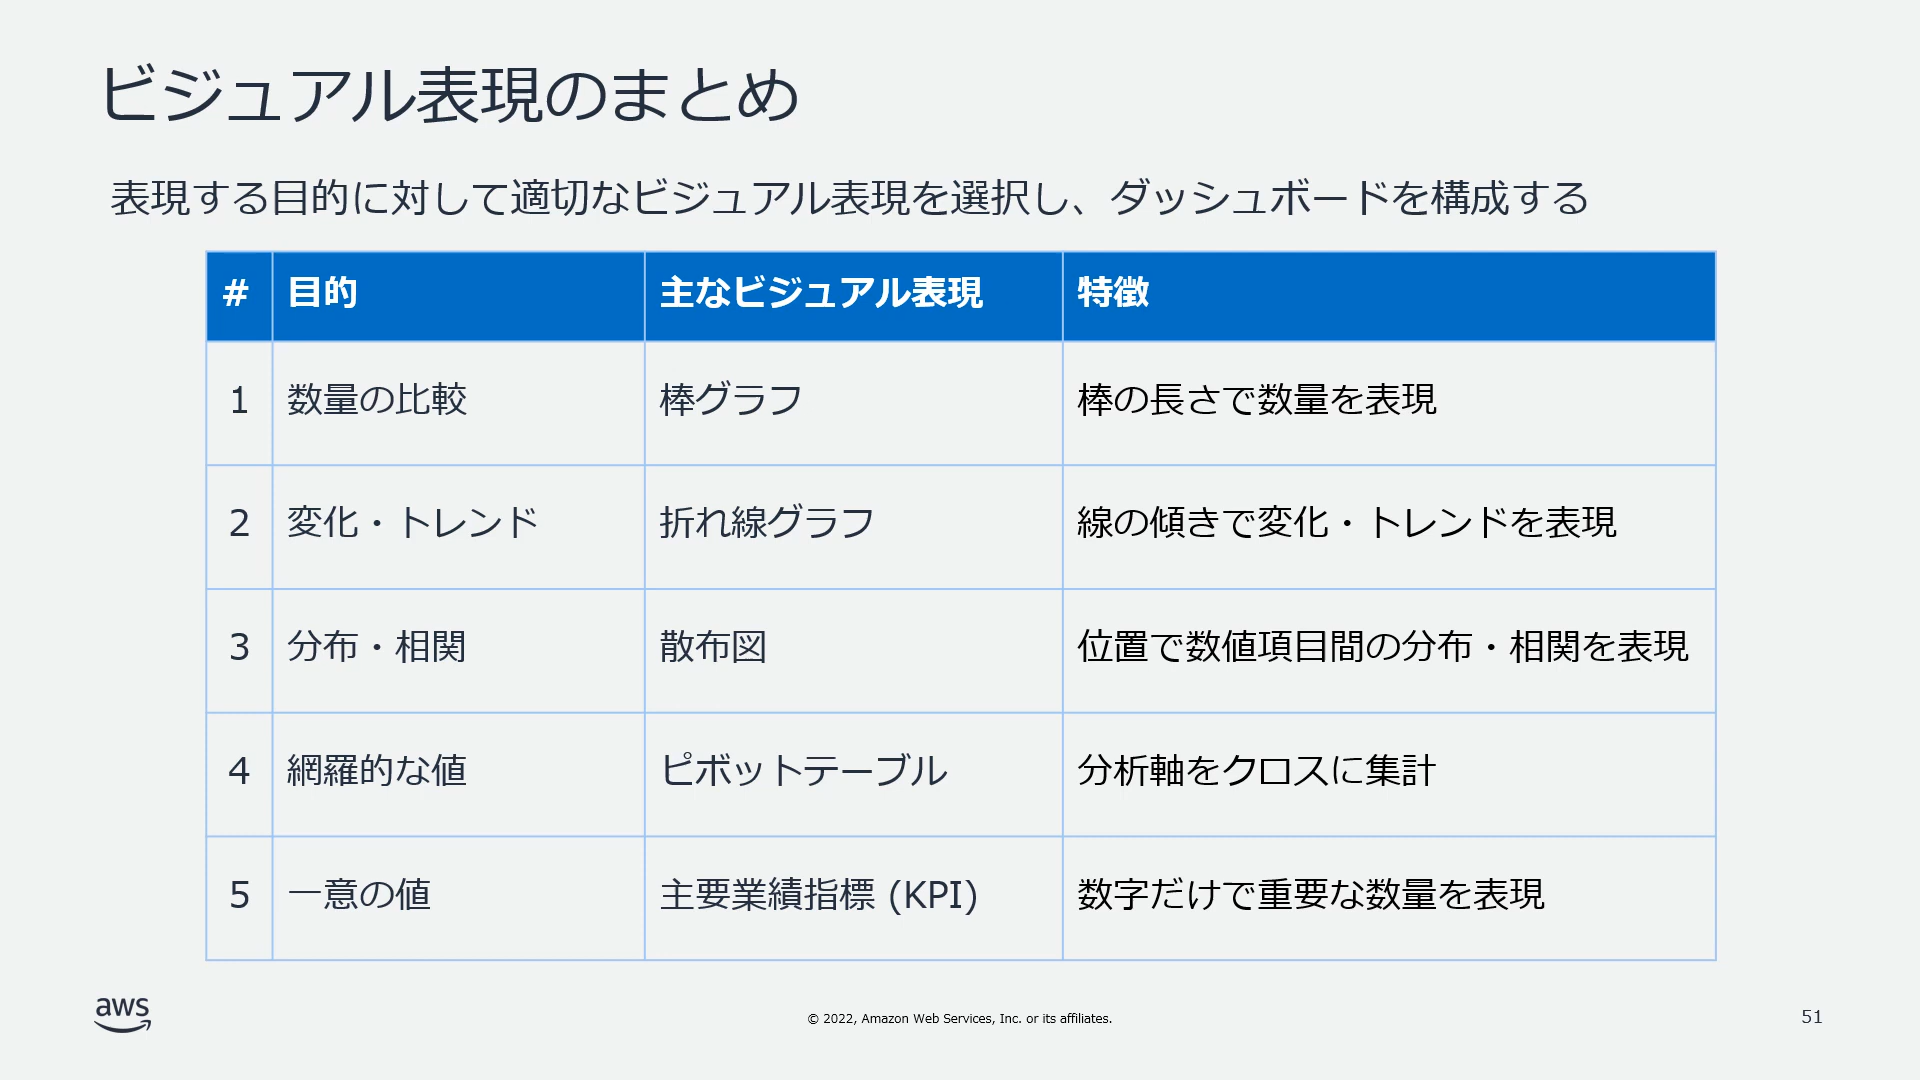 ビジュアル表現のまとめ
表現する目的に対して適切なビジュアル表現を選択し、ダッシュボードを構成する
# 目的 主なビジュアル表現 特徴
1 数量の比較 棒グラフ 棒の長さで数量を表現
2 変化・トレンド 折れ線グラフ 線の傾きで変化・トレンドを表現
3 分布・相関 散布図 位置で数値項目間の分布・相関を表現
4 網羅的な値 ピボットテーブル 分析軸をクロスに集計
5 一意の値 主要業績指標 (KPI) 数字だけで重要な数量を表現
aws
© 2022, Amazon Web Services, Inc. or its affiliates.
51